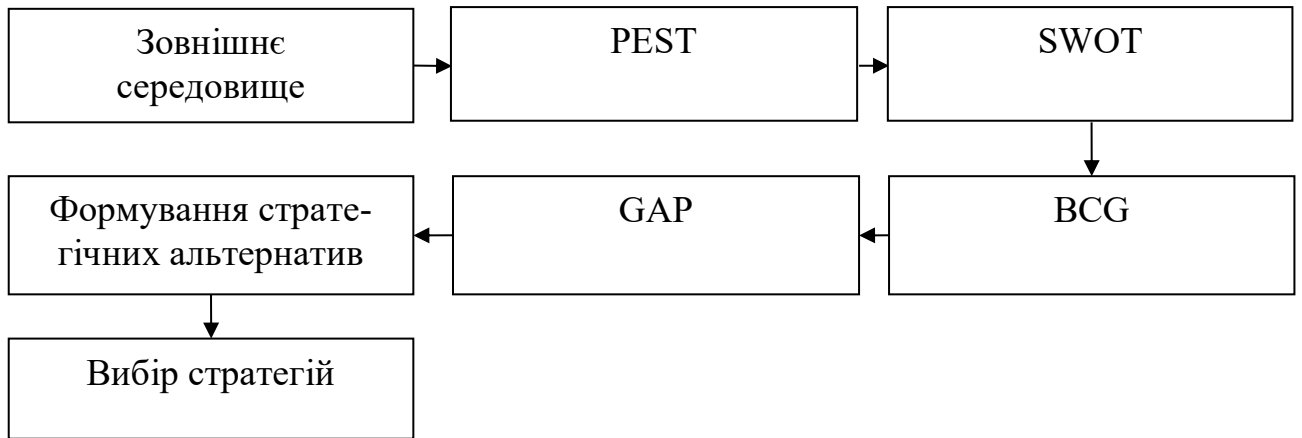 Зовнішнє
середовище
PEST
SWOT
Формування страте-
гічних альтернатив
GAP
BCG
Вибір стратегій